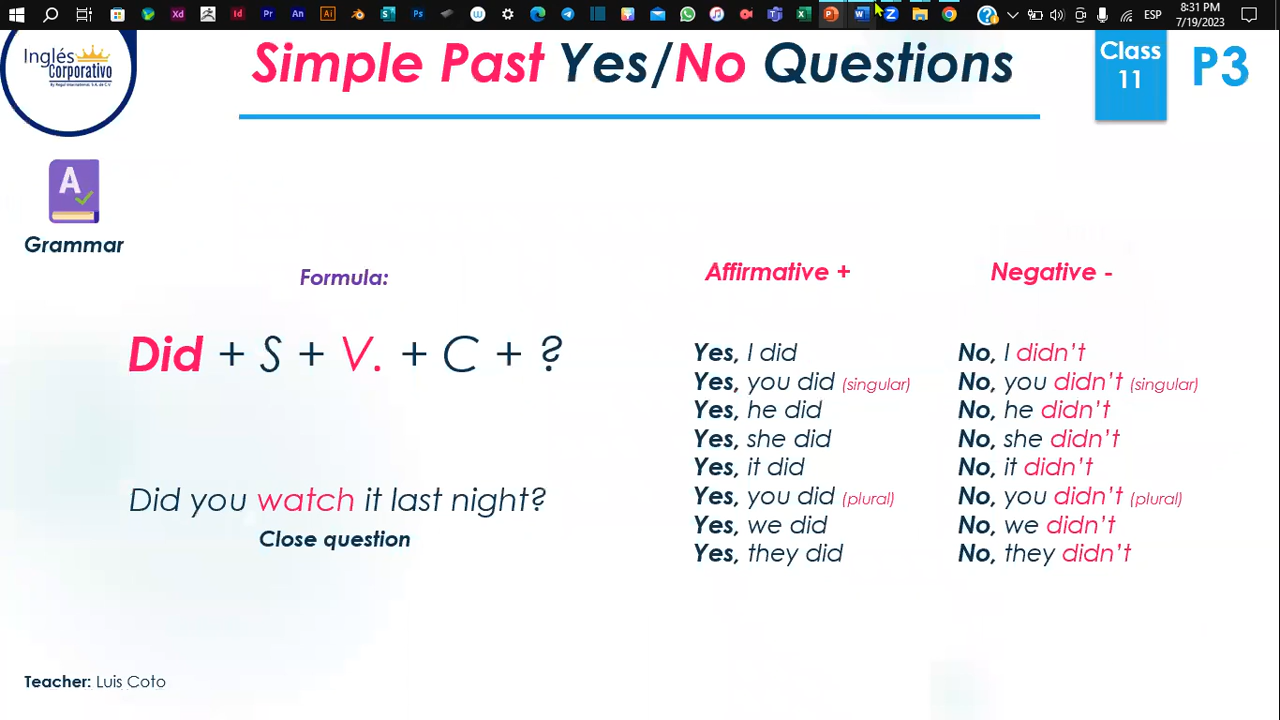 8:31 PM
ESP
7/19/2023
Inglés
Corporativo
Simple Past Yes/No Questions
Class
11
P3
A
Grammar
Formula:
Affirmative +
Negative -
Did + S + V. + C + ?
Yes, I did
No, I didn't
Yes, you did (singular)
No, you didn't (singular)
Yes, he did
No, he didn't
Yes, she did
No, she didn't
Yes, it did
No, it didn't
Yes, you did (plural)
No, you didn't (plural)
Yes, we did
No, we didn't
Yes, they did
No, they didn't
Did you watch it last night?
Close question
Teacher: Luis Coto